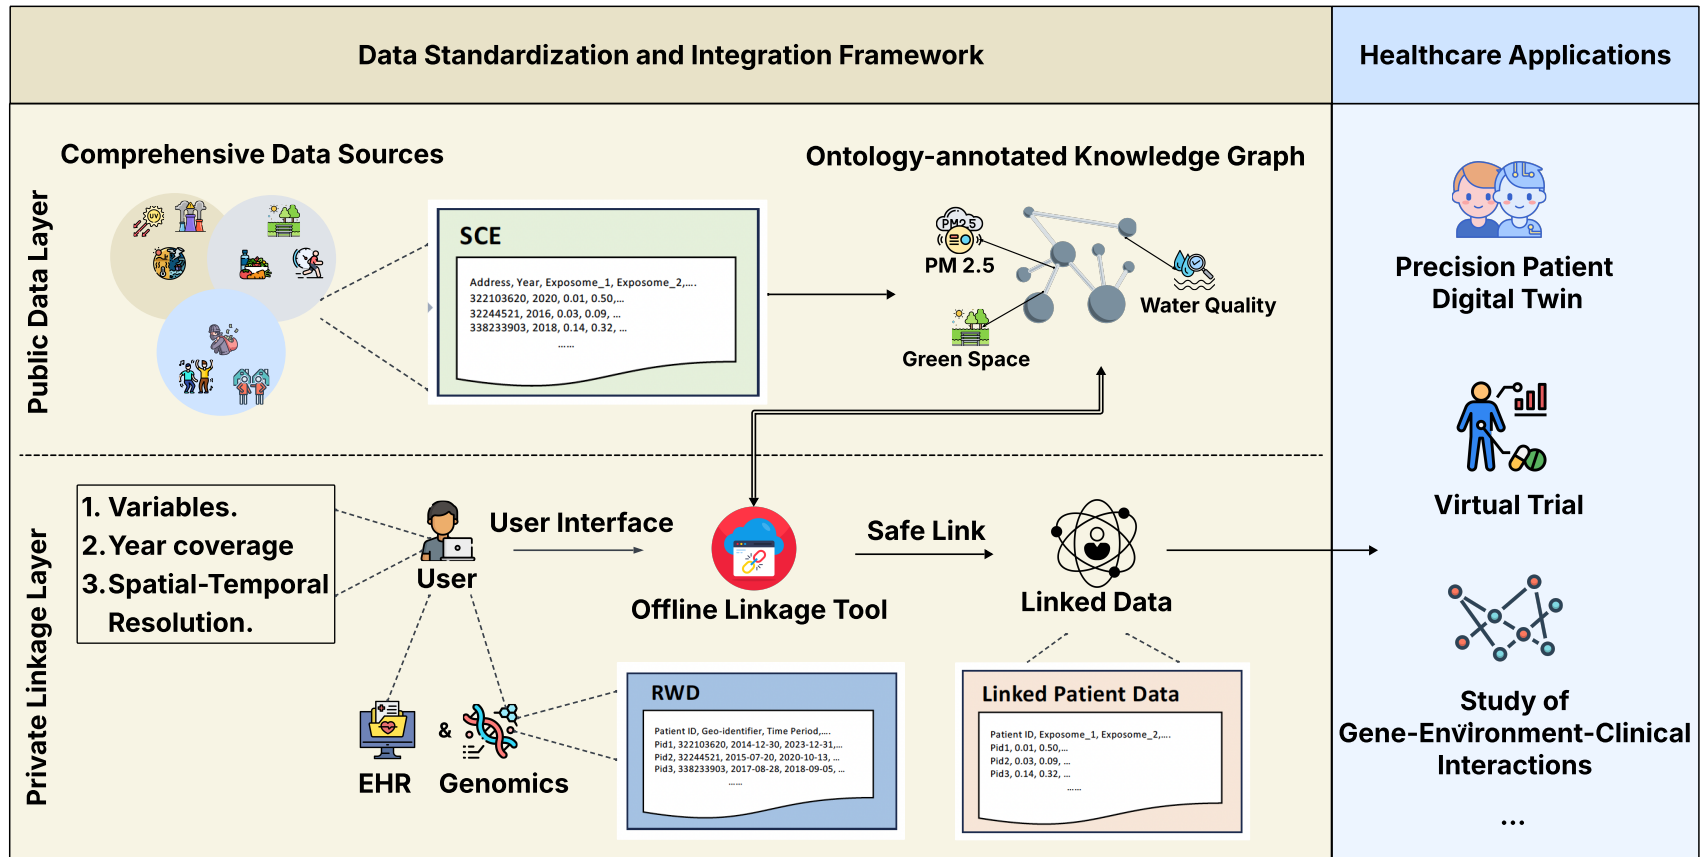 Data Standardization and Integration Framework
Healthcare Applications
Public Data Layer
Comprehensive Data Sources
UV
SCE
Address, Year, Exposome_1, Exposome_2,....
322103620, 2020, 0.01, 0.50,...
32244521, 2016, 0.03, 0.09, ...
338233903, 2018, 0.14, 0.32, ...
......
Ontology-annotated Knowledge Graph
PM2.5
PM 2.5
Water Quality
Green Space
Private Linkage Layer
1. Variables.
2. Year coverage
3. Spatial-Temporal
Resolution.
User
User Interface
Offline Linkage Tool
Safe Link
Linked Data
EHR
&
Genomics
RWD
Patient ID, Geo-identifier, Time Period,....
Pid1, 322103620, 2014-12-30, 2023-12-31,...
Pid2, 32244521, 2015-07-20, 2020-10-13, ...
Pid3, 338233903, 2017-08-28, 2018-09-05, ...
......
Linked Patient Data
Patient ID, Exposome_1, Exposome_2,....
Pid1, 0.01, 0.50,...
Pid2, 0.03, 0.09, ...
Pid3, 0.14, 0.32, ...
......
Precision Patient
Digital Twin
Virtual Trial
Study of
Gene-Environment-Clinical
Interactions
...